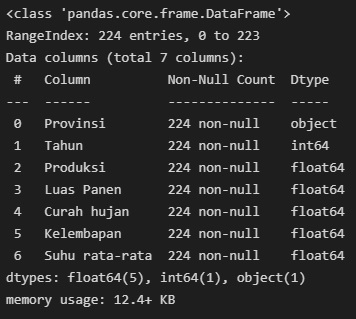 <class 'pandas.core.frame.DataFrame'>
RangeIndex: 224 entries, 0 to 223
Data columns (total 7 columns):
 #   Column          Non-Null Count  Dtype
---  ------          --------------  -----
 0   Provinsi        224 non-null    object
 1   Tahun           224 non-null    int64
 2   Produksi        224 non-null    float64
 3   Luas Panen      224 non-null    float64
 4   Curah hujan     224 non-null    float64
 5   Kelembapan      224 non-null    float64
 6   Suhu rata-rata  224 non-null    float64
dtypes: float64(5), int64(1), object(1)
memory usage: 12.4+ KB